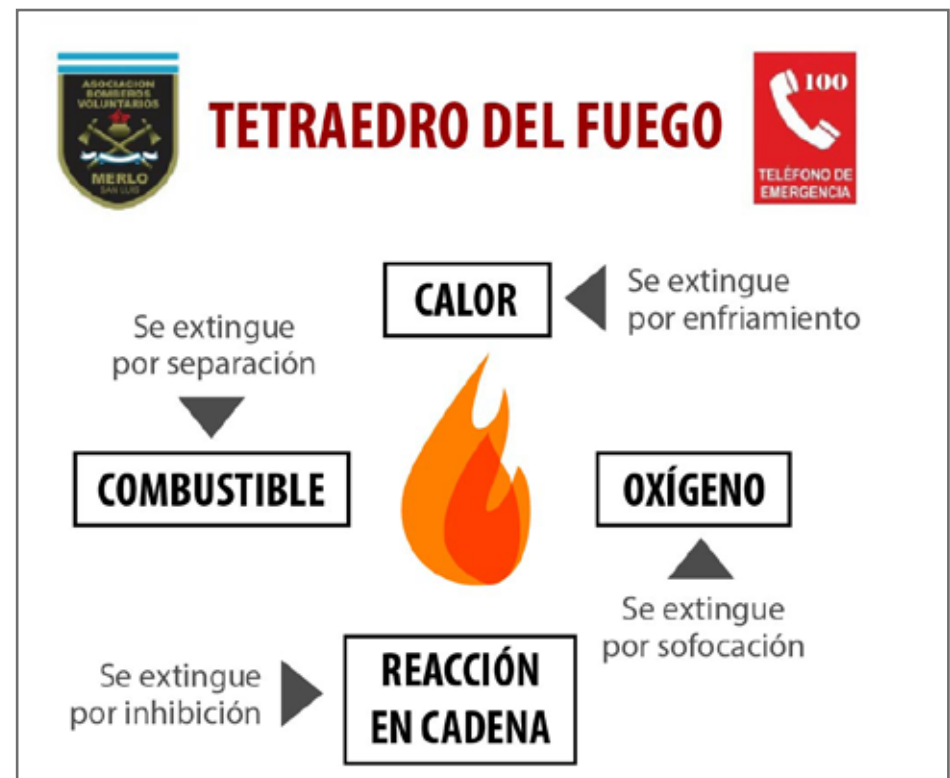 ASOCIACION
BOMBEROS
VOLUNTARIOS
MERLO
SAN LUIS
TETRAEDRO DEL FUEGO
100
TELÉFONO DE
EMERGENCIA
CALOR
Se extingue
por enfriamiento
Se extingue
por separación
COMBUSTIBLE
OXÍGENO
Se extingue
por sofocación
Se extingue
por inhibición
REACCIÓN
EN CADENA